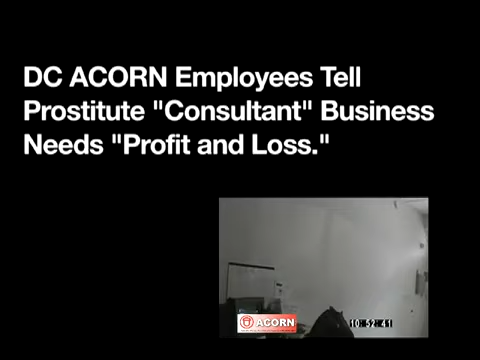 DC ACORN Employees Tell
Prostitute "Consultant" Business
Needs "Profit and Loss."
ACORN
10:52:41